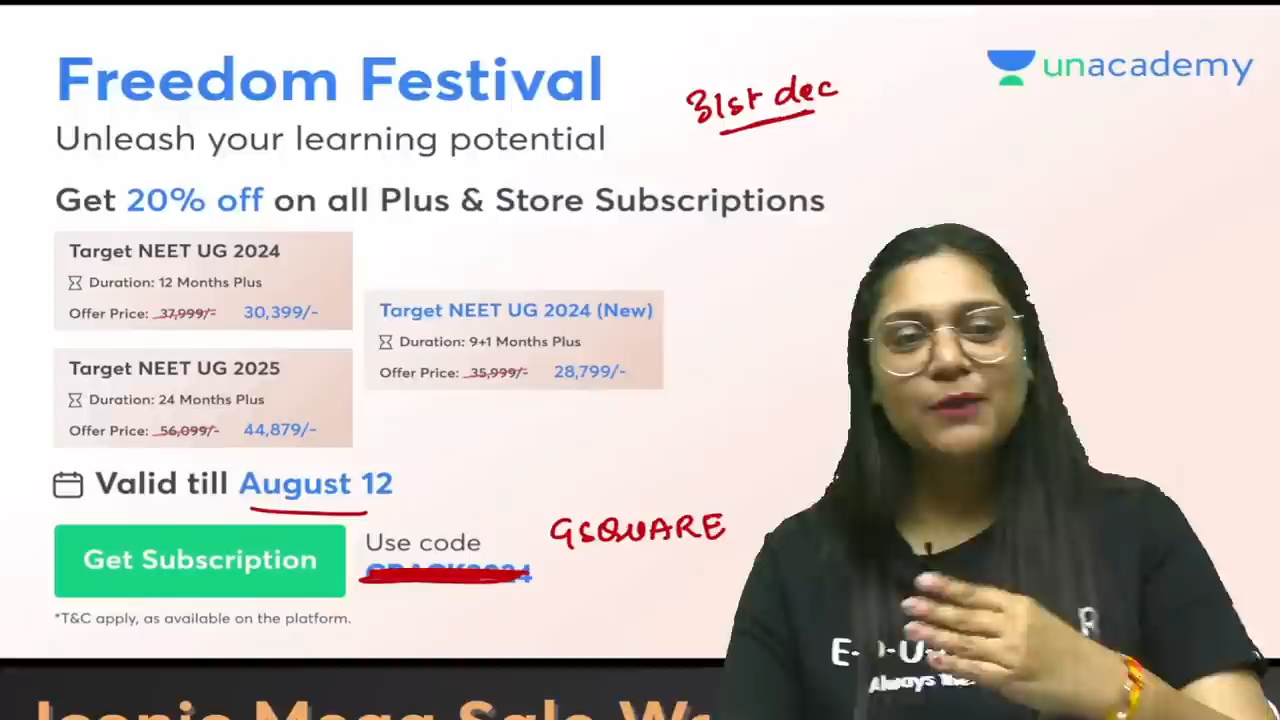 Freedom Festival
unacademy
31st dec
Unleash your learning potential
Get 20% off on all Plus & Store Subscriptions
Target NEET UG 2024
Duration: 12 Months Plus
Offer Price: 37,999/- 30,399/-
Target NEET UG 2024 (New)
Duration: 9+1 Months Plus
Offer Price: 35,999/- 28,799/-
Target NEET UG 2025
Duration: 24 Months Plus
Offer Price: 56,099/- 44,879/-
Valid till August 12
Get Subscription
Use code
GSQUARE
*T&C apply, as available on the platform.
Always
Iconic Mega Sale